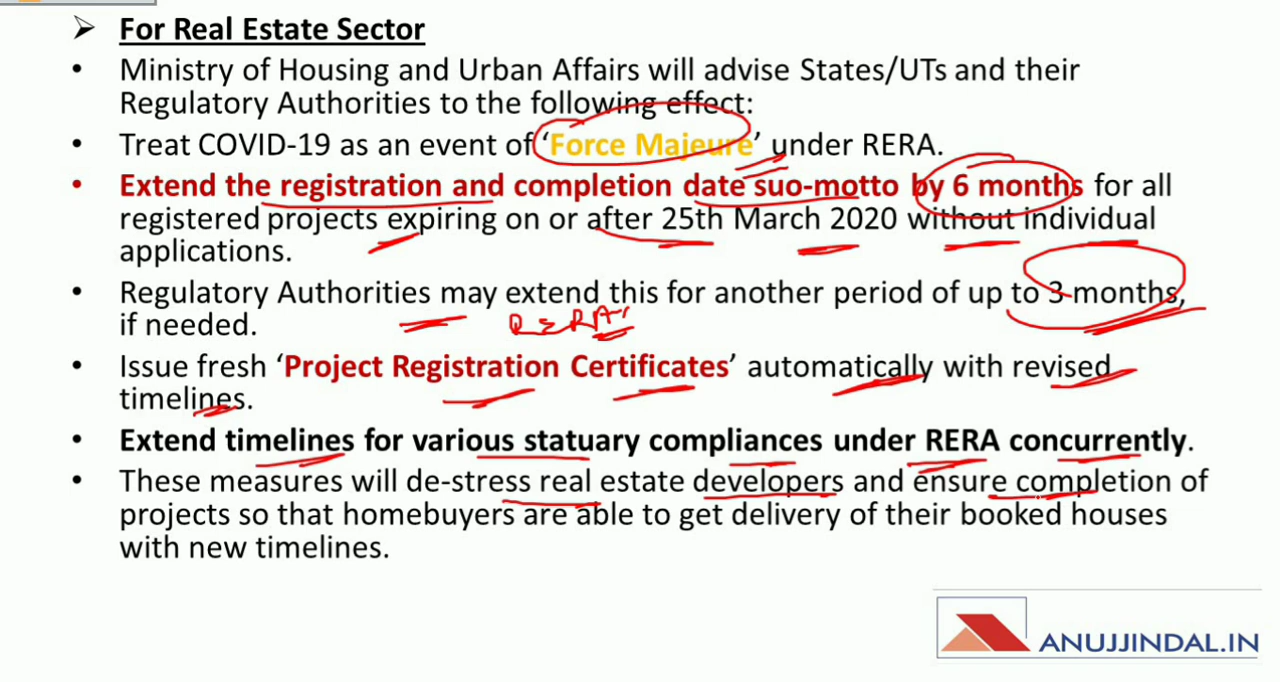 ➢ For Real Estate Sector
• Ministry of Housing and Urban Affairs will advise States/UTs and their
Regulatory Authorities to the following effect:
• Treat COVID-19 as an event of ‘Force Majeure’ under RERA.
• Extend the registration and completion date suo-motto by 6 months for all
registered projects expiring on or after 25th March 2020 without individual
applications.
• Regulatory Authorities may extend this for another period of up to 3 months,
if needed.
RERA
• Issue fresh ‘Project Registration Certificates’ automatically with revised
timelines.
• Extend timelines for various statuary compliances under RERA concurrently.
• These measures will de-stress real estate developers and ensure completion of
projects so that homebuyers are able to get delivery of their booked houses
with new timelines.
ANUJJINDAL.IN